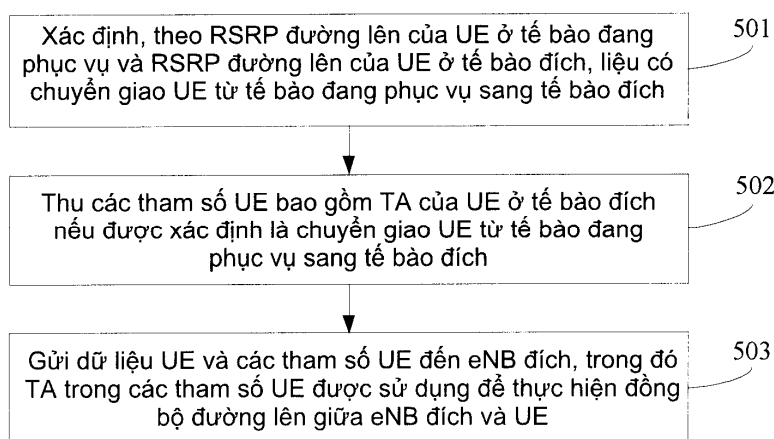 Xác định, theo RSRP đường lên của UE ở tế bào đang
phục vụ và RSRP đường lên của UE ở tế bào đích, liệu có
chuyển giao UE từ tế bào đang phục vụ sang tế bào đích
501
Thu các tham số UE bao gồm TA của UE ở tế bào đích
nếu được xác định là chuyển giao UE từ tế bào đang
phục vụ sang tế bào đích
502
Gửi dữ liệu UE và các tham số UE đến eNB đích, trong đó
TA trong các tham số UE được sử dụng để thực hiện đồng
bộ đường lên giữa eNB đích và UE
503